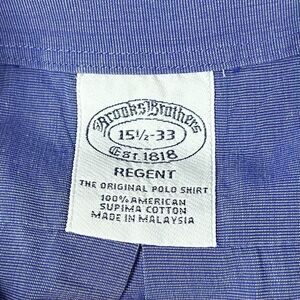 Brooks Brothers
15½-33
Est. 1818
REGENT
THE ORIGINAL POLO SHIRT
100% AMERICAN
SUPIMA COTTON
MADE IN MALAYSIA